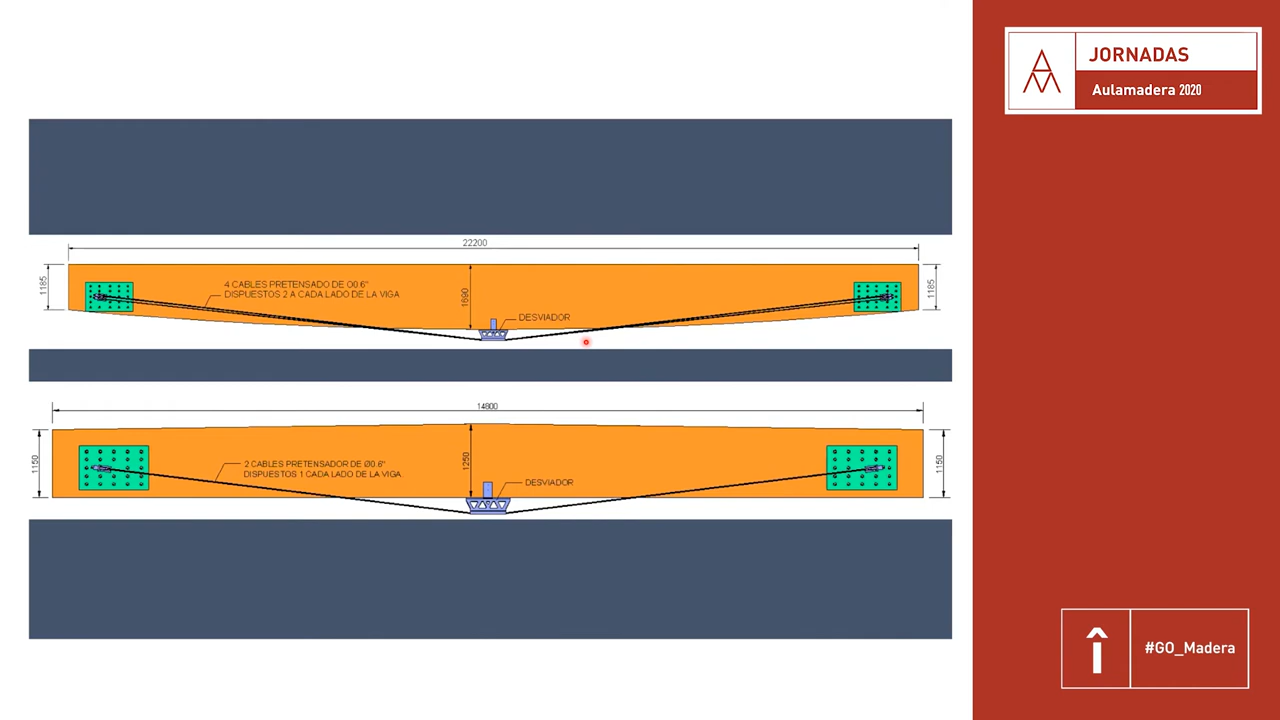 JORNADAS
Aulamadera 2020
22200
1185
4 CABLES PRETENSADO DE Ø0.6"
DISPUESTOS 2 A CADA LADO DE LA VIGA
1690
1185
DESVIADOR
14800
1150
2 CABLES PRETENSADOR DE Ø0.6"
DISPUESTOS 1 CADA LADO DE LA VIGA.
1250
1150
DESVIADOR
#GO_Madera